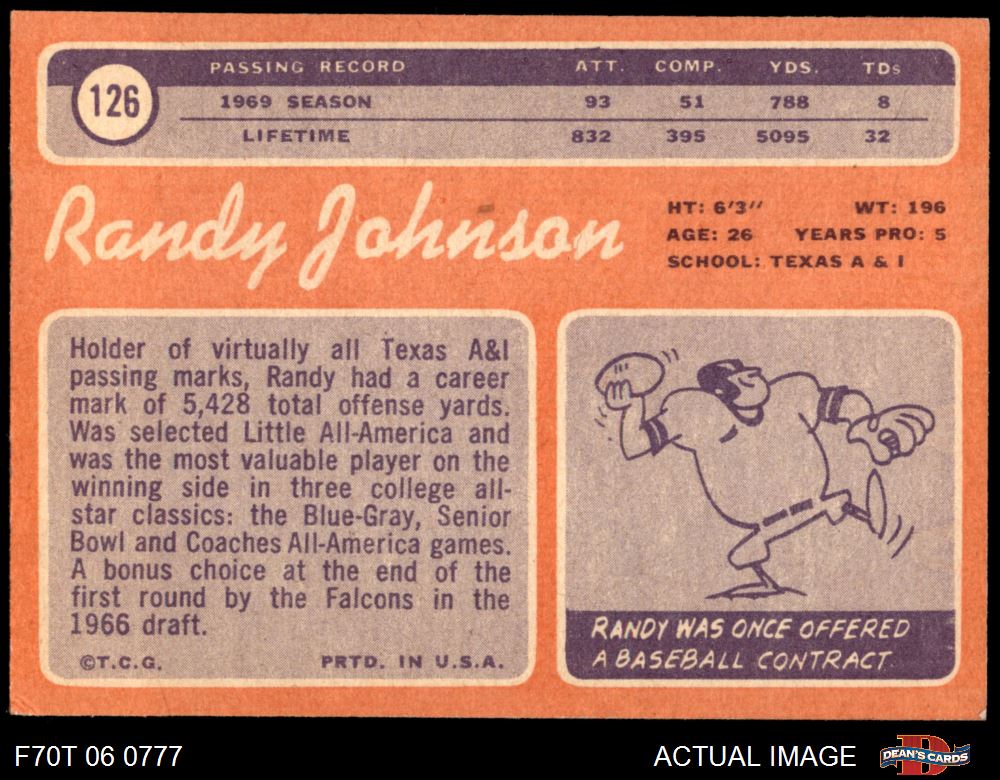 126
PASSING RECORD ATT. COMP. YDS. TDs
1969 SEASON 93 51 788 8
LIFETIME 832 395 5095 32
Randy Johnson
HT: 6'3" WT: 196
AGE: 26 YEARS PRO: 5
SCHOOL: TEXAS A & I
Holder of virtually all Texas A&I
passing marks, Randy had a career
mark of 5,428 total offense yards.
Was selected Little All-America and
was the most valuable player on the
winning side in three college all-
star classics: the Blue-Gray, Senior
Bowl and Coaches All-America games.
A bonus choice at the end of the
first round by the Falcons in the
1966 draft.
©T.C.G. PRTD. IN U.S.A.
RANDY WAS ONCE OFFERED
A BASEBALL CONTRACT
F70T 06 0777 ACTUAL IMAGE D DEAN'S CARDS